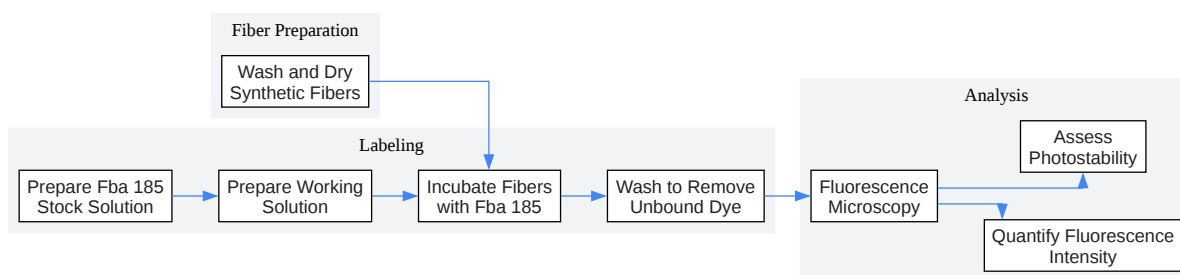 Fiber Preparation
Wash and Dry
Synthetic Fibers
Labeling
Prepare Fba 185
Stock Solution
Prepare Working
Solution
Incubate Fibers
with Fba 185
Wash to Remove
Unbound Dye
Analysis
Fluorescence
Microscopy
Assess
Photostability
Quantify Fluorescence
Intensity